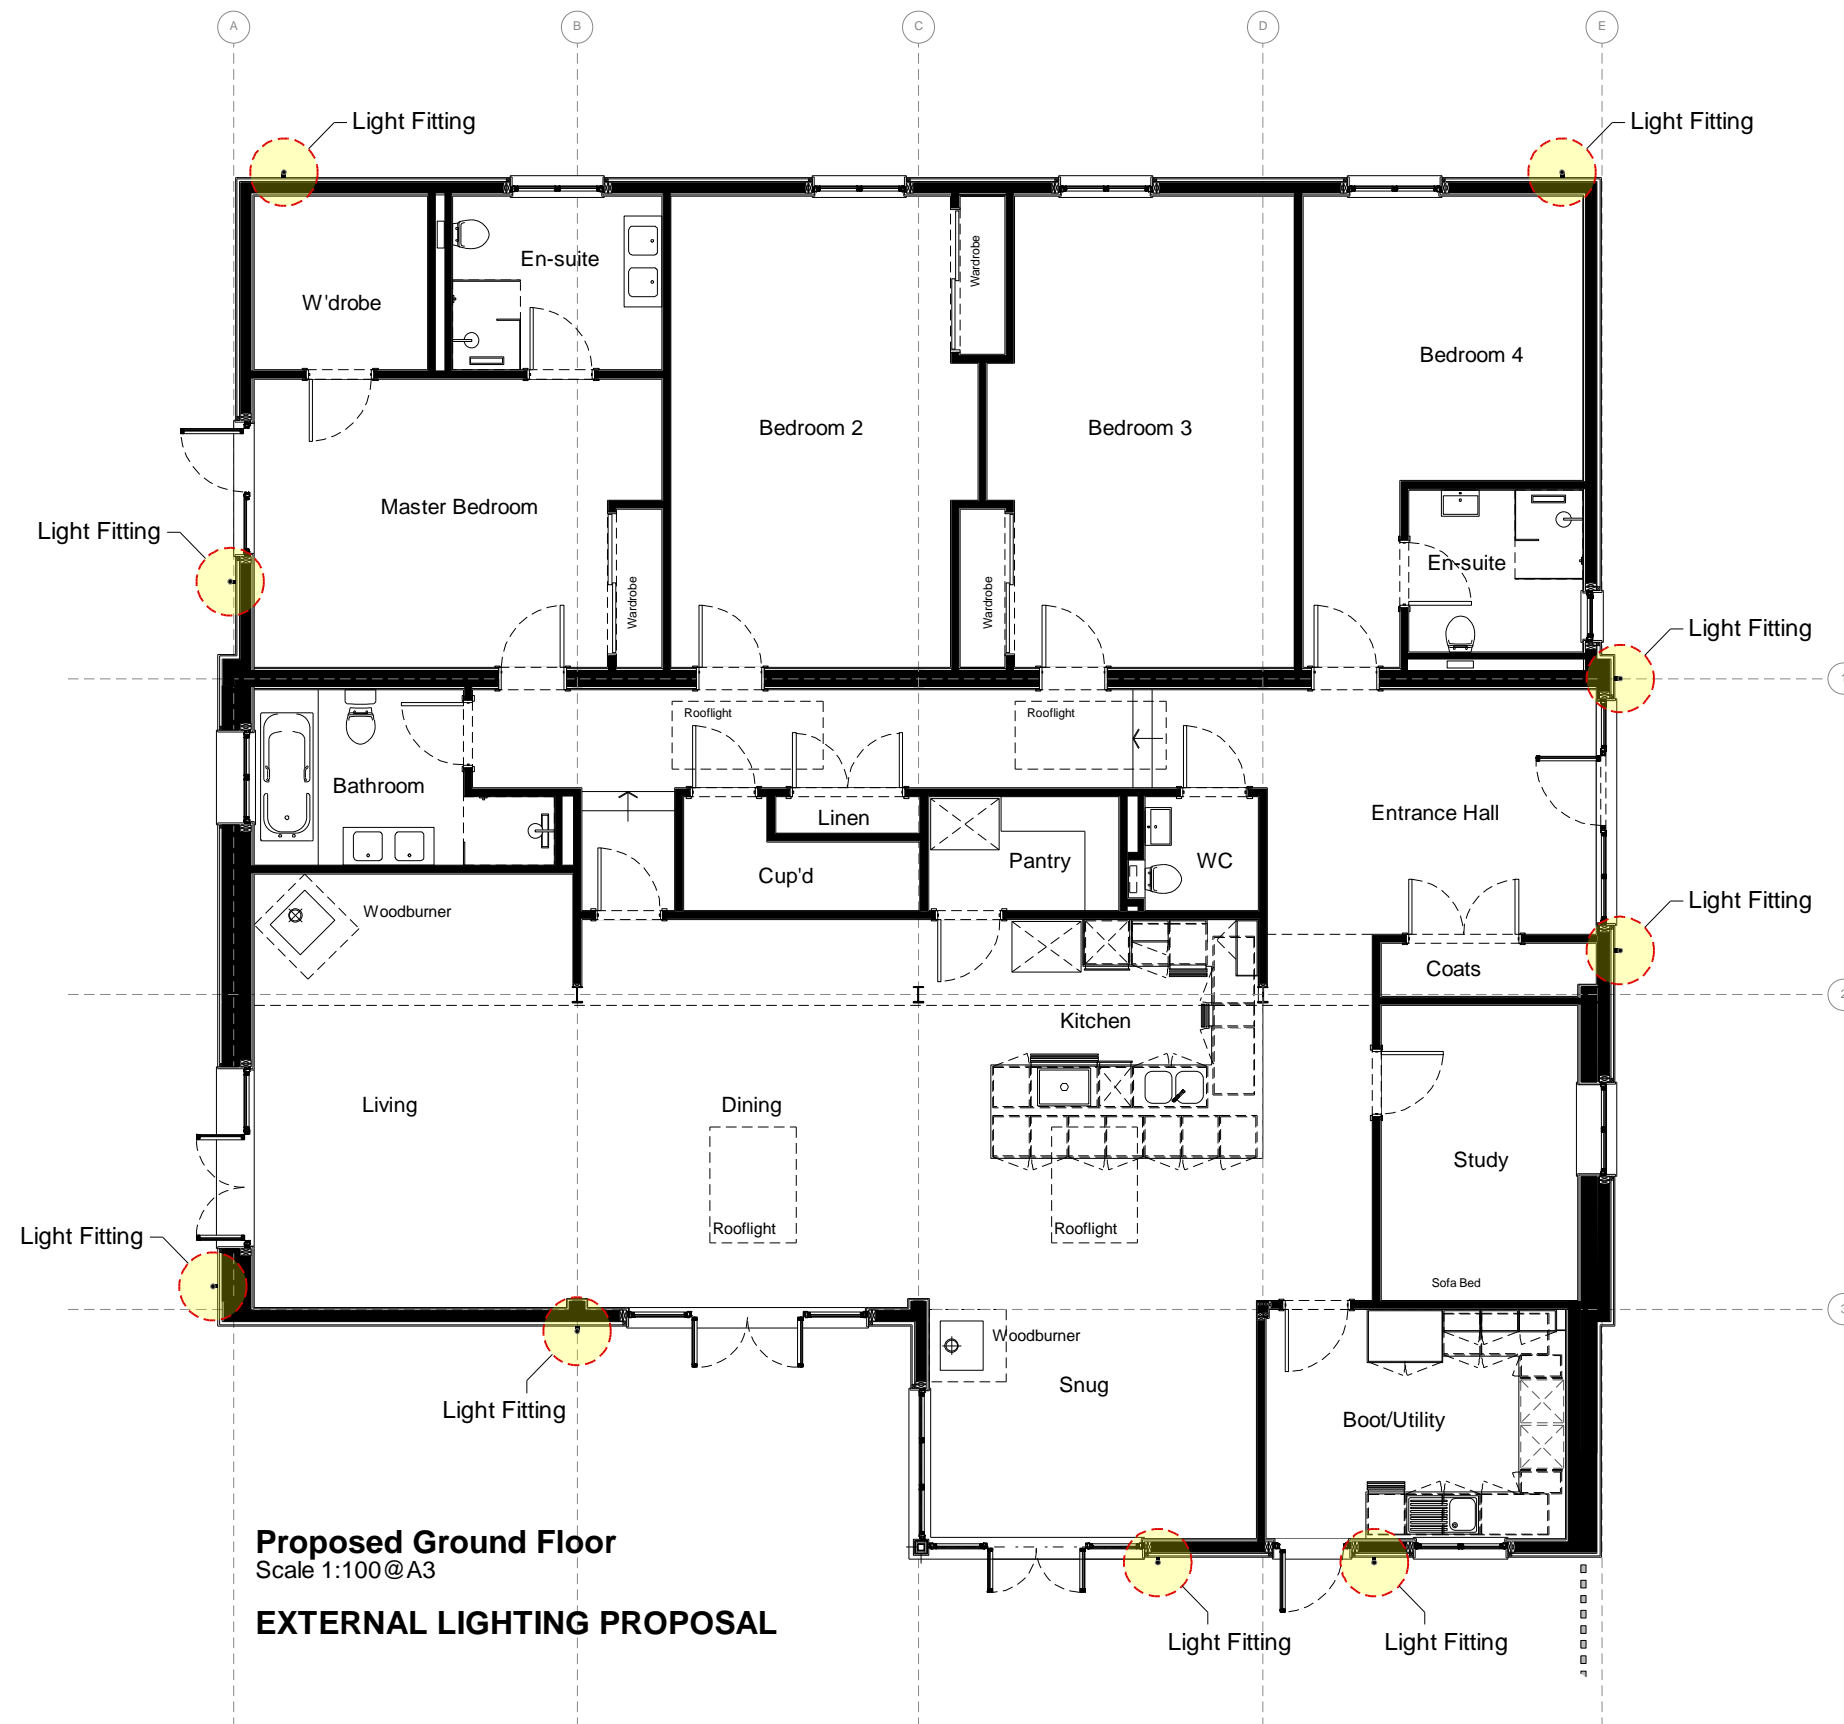 A
B
C
D
E
Light Fitting
Light Fitting
En-suite
Wardrobe
W'drobe
Bedroom 4
Bedroom 2
Bedroom 3
Master Bedroom
Light Fitting
En-suite
Wardrobe
Wardrobe
Light Fitting
1
Rooflight
Rooflight
Bathroom
Linen
Entrance Hall
Pantry
WC
Cup'd
Woodburner
Light Fitting
Coats
2
Kitchen
Living
Dining
Study
Rooflight
Rooflight
Light Fitting
Sofa Bed
3
Woodburner
Snug
Light Fitting
Boot/Utility
Proposed Ground Floor
Scale 1:100@A3
EXTERNAL LIGHTING PROPOSAL
Light Fitting
Light Fitting